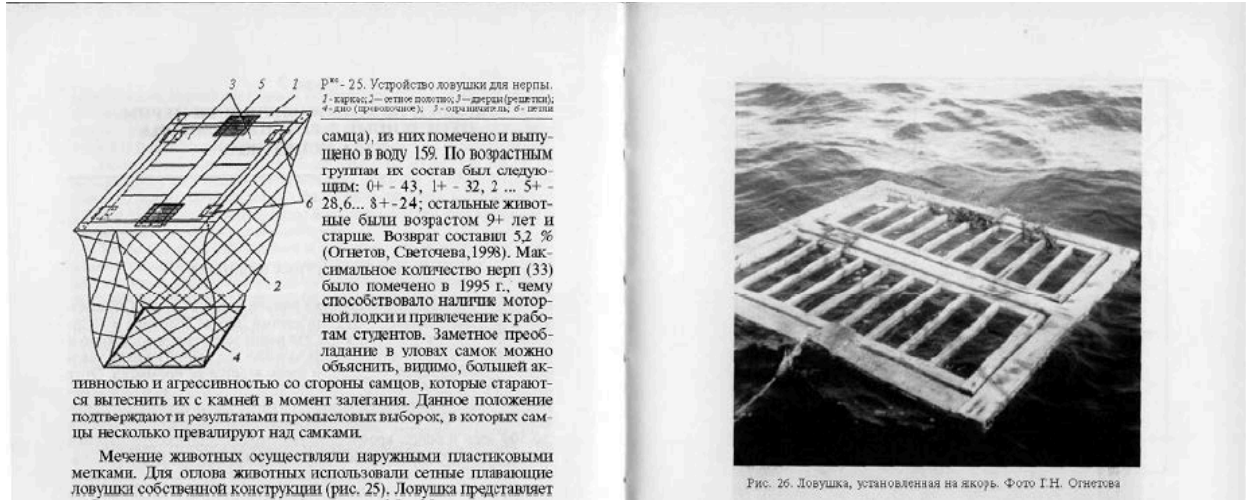 3 5 1
Рис- 25. Устройство ловушки для нерпы.
1 - каркас; 2 — сетное полотно; 3 — дверцы (решетки);
4 - дно (проволочное); 5 - ограничитель; 6 - петли
6
2
4
самца), из них помечено и выпу-
щено в воду 159. По возрастным
группам их состав был следую-
щим: 0+ - 43, 1+ - 32, 2 ... 5+ -
28,6... 8+-24; остальные живот-
ные были возрастом 9+ лет и
старше. Возврат составил 5,2 %
(Огнетов, Светочева,1998). Мак-
симальное количество нерп (33)
было помечено в 1995 г., чему
способствовало наличие мотор-
ной лодки и привлечение к рабо-
там студентов. Заметное преоб-
ладание в уловах самок можно
объяснить, видимо, большей ак-
тивностью и агрессивностью со стороны самцов, которые старают-
ся вытеснить их с камней в момент залегания. Данное положение
подтверждают и результатами промысловых выборок, в которых сам-
цы несколько превалируют над самками.
Мечение животных осуществляли наружными пластиковыми
метками. Для отлова животных использовали сетные плавающие
ловушки собственной конструкции (рис. 25). Ловушка представляет
Рис. 26. Ловушка, установленная на якорь. Фото Г.Н. Огнетова